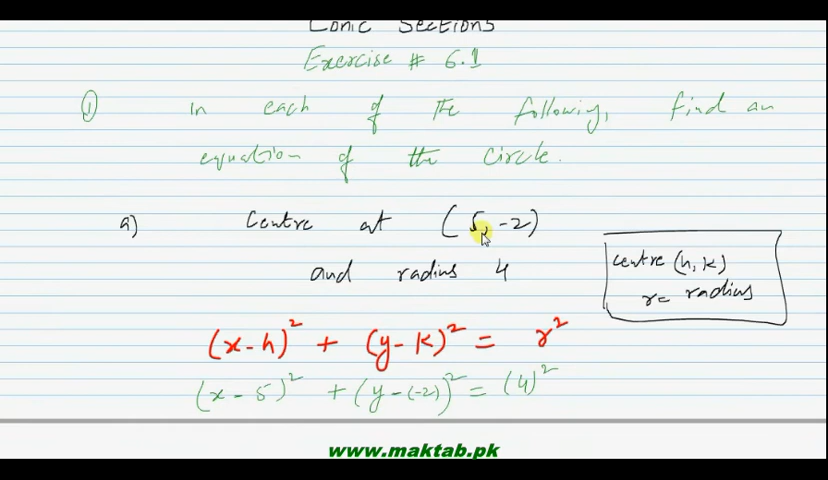 Conic Sections
Exercise # 6.1
① In each of the following, find an
equation of the circle.
a) Centre at (5, -2)
and radius 4
centre (h, k)
r = radius
(x-h)² + (y-k)² = r²
(x-5)² + (y-(-2))² = (4)²
www.maktab.pk